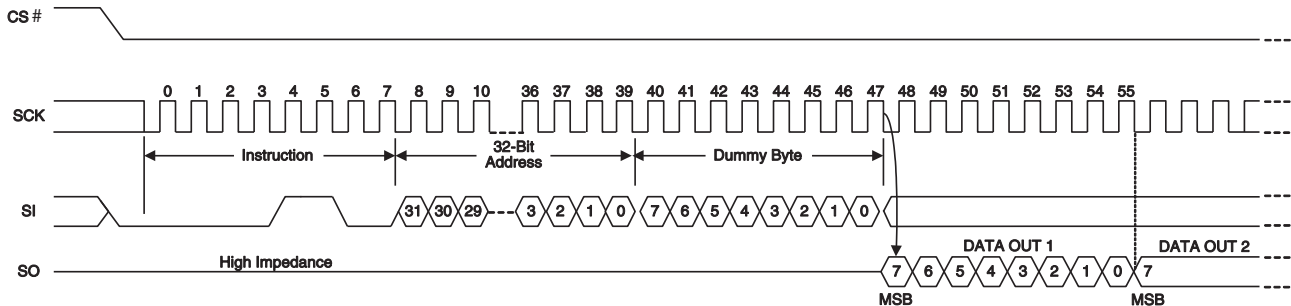 CS #
0 1 2 3 4 5 6 7 8 9 10 36 37 38 39 40 41 42 43 44 45 46 47 48 49 50 51 52 53 54 55
SCK
Instruction
32-Bit
Address
Dummy Byte
SI
31 30 29 3 2 1 0 7 6 5 4 3 2 1 0
DATA OUT 1
DATA OUT 2
High Impedance
SO
7 6 5 4 3 2 1 0 7
MSB
MSB